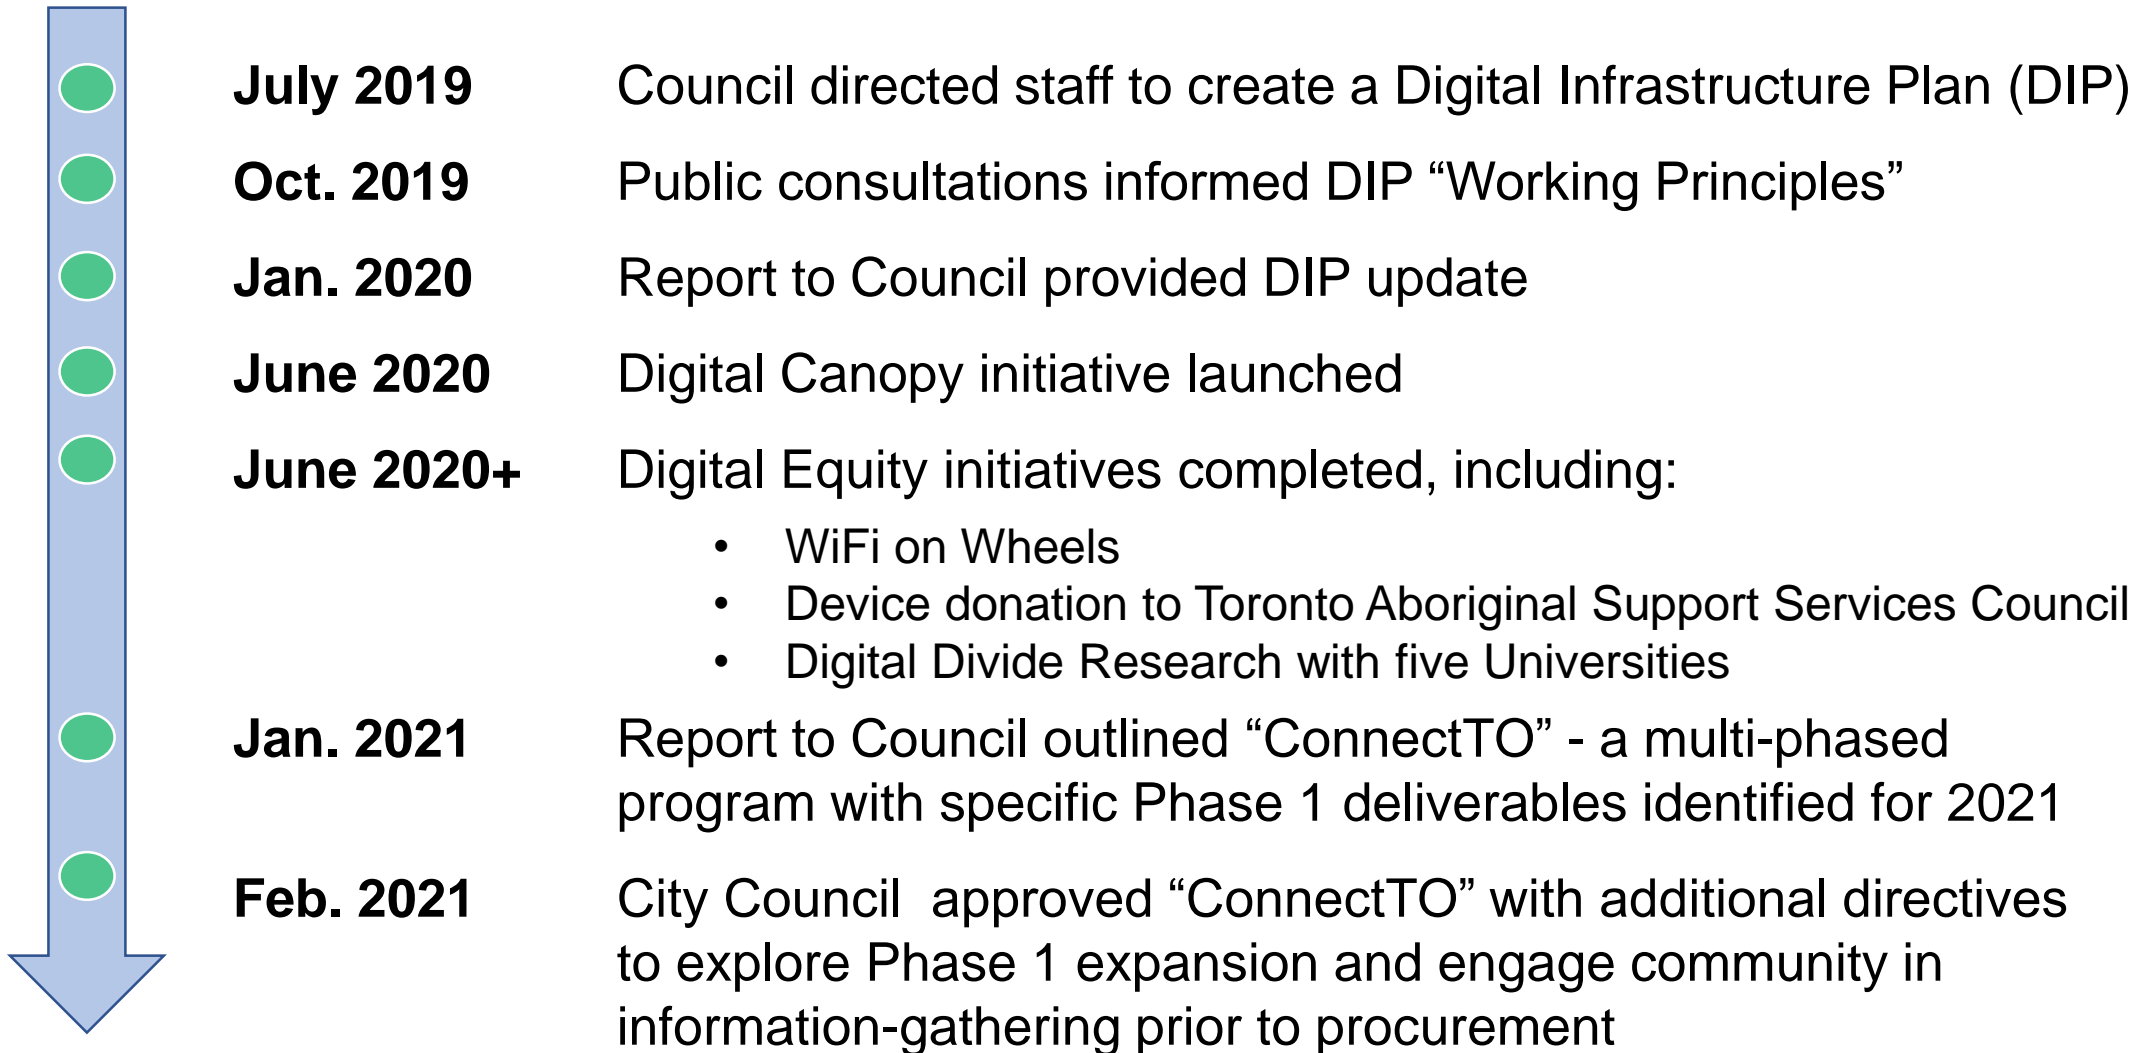 July 2019 Council directed staff to create a Digital Infrastructure Plan (DIP)
Oct. 2019 Public consultations informed DIP “Working Principles”
Jan. 2020 Report to Council provided DIP update
June 2020 Digital Canopy initiative launched
June 2020+ Digital Equity initiatives completed, including:
• WiFi on Wheels
• Device donation to Toronto Aboriginal Support Services Council
• Digital Divide Research with five Universities
Jan. 2021 Report to Council outlined “ConnectTO” - a multi-phased
program with specific Phase 1 deliverables identified for 2021
Feb. 2021 City Council approved “ConnectTO” with additional directives
to explore Phase 1 expansion and engage community in
information-gathering prior to procurement